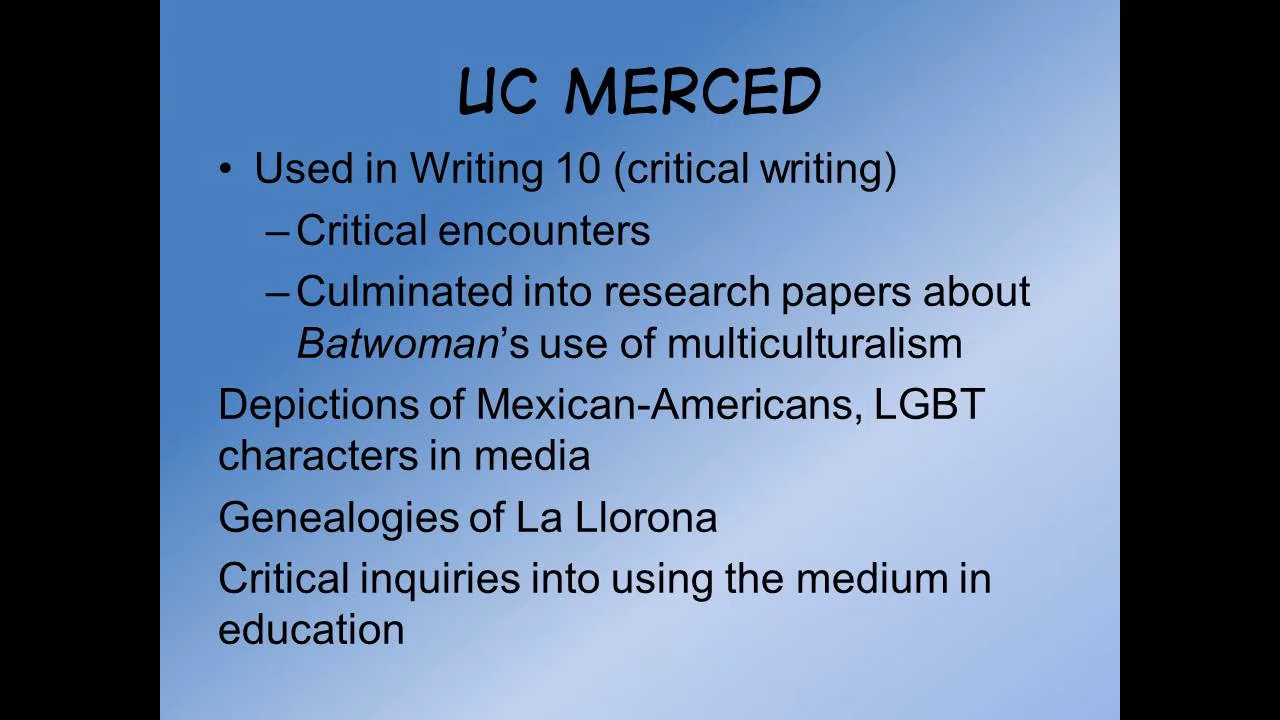 UC MERCED
• Used in Writing 10 (critical writing)
– Critical encounters
– Culminated into research papers about
Batwoman’s use of multiculturalism
Depictions of Mexican-Americans, LGBT
characters in media
Genealogies of La Llorona
Critical inquiries into using the medium in
education